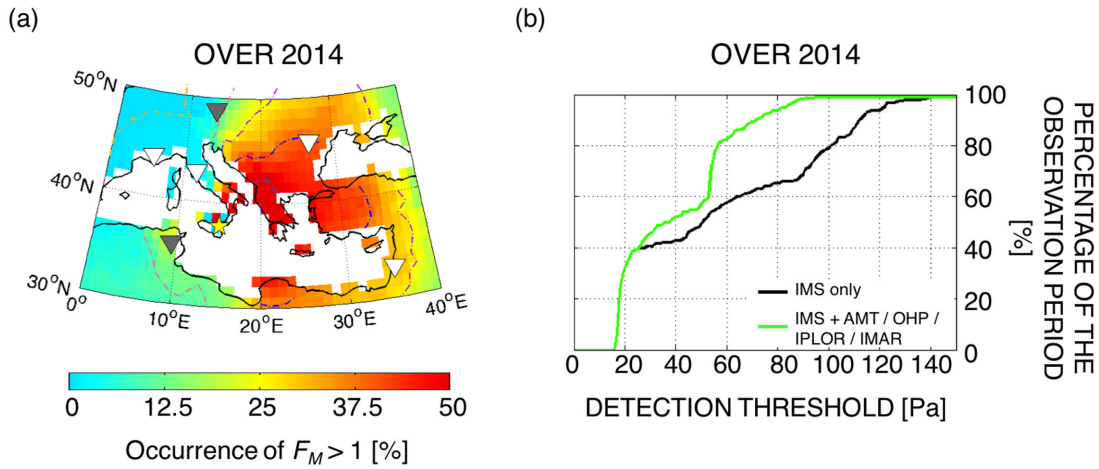 (a)
OVER 2014
50°N
40°N
30°N
0°
10°E
20°E
30°E
40°E
0 12.5 25 37.5 50
Occurrence of F_M > 1 [%]
(b)
OVER 2014
100
80
60
40
20
0
PERCENTAGE OF THE
OBSERVATION PERIOD
[%]
IMS only
IMS + AMT / OHP /
IPLOR / IMAR
0 20 40 60 80 100 120 140
DETECTION THRESHOLD [Pa]